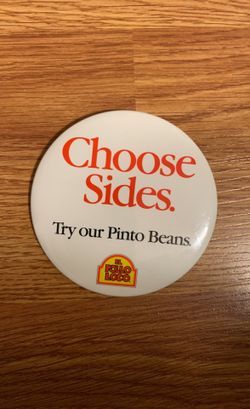 Choose
Sides.
Try our Pinto Beans.
EL
POLLO
LOCO